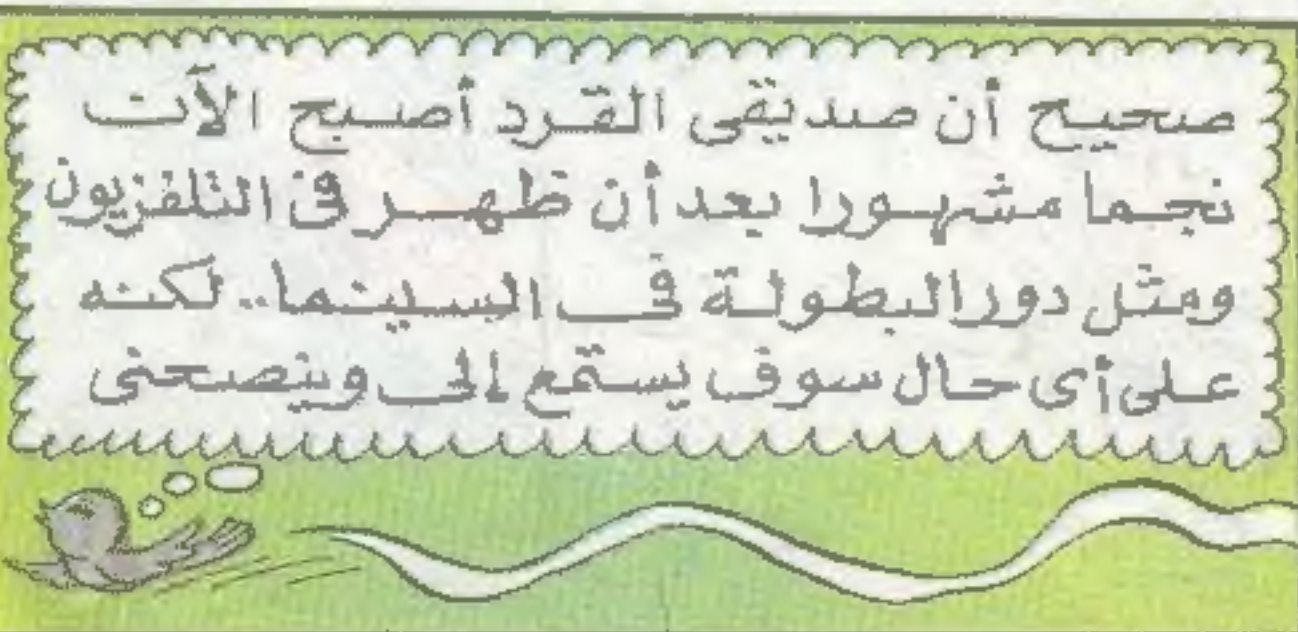 صحيح أن صديقى القرد أصبح الآن
نجما مشهورا بعد أن ظهر فى التلفزيون
ومثل دور البطولة فى السينما.. لكنه
على أى حال سوف يستمع إلى وينصحنى